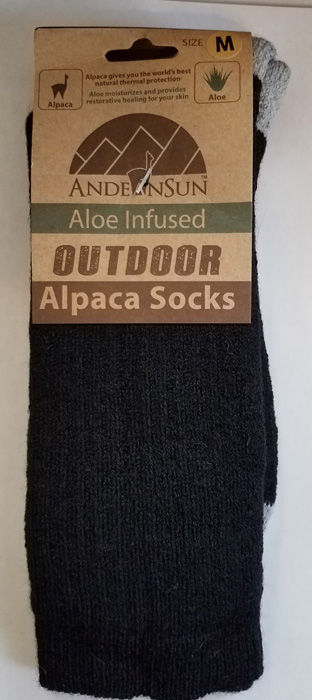 SIZE M
Alpaca gives you the world's best
natural thermal protection
Aloe moisturizes and provides
restorative healing for your skin
Alpaca
Aloe
ANDEANSUN™
Aloe Infused
OUTDOOR
Alpaca Socks